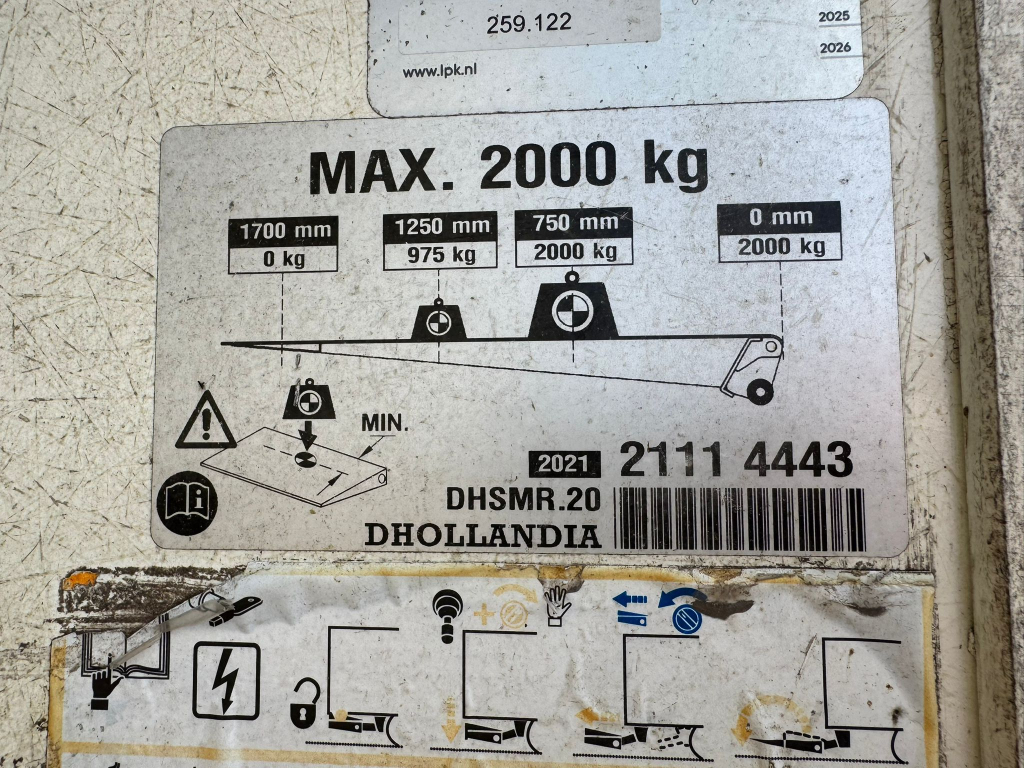 259.122
2025
2026
www.lpk.nl
MAX. 2000 kg
1700 mm
0 kg
1250 mm
975 kg
750 mm
2000 kg
0 mm
2000 kg
MIN.
2021 2111 4443
DHSMR.20
DHOLLANDIA